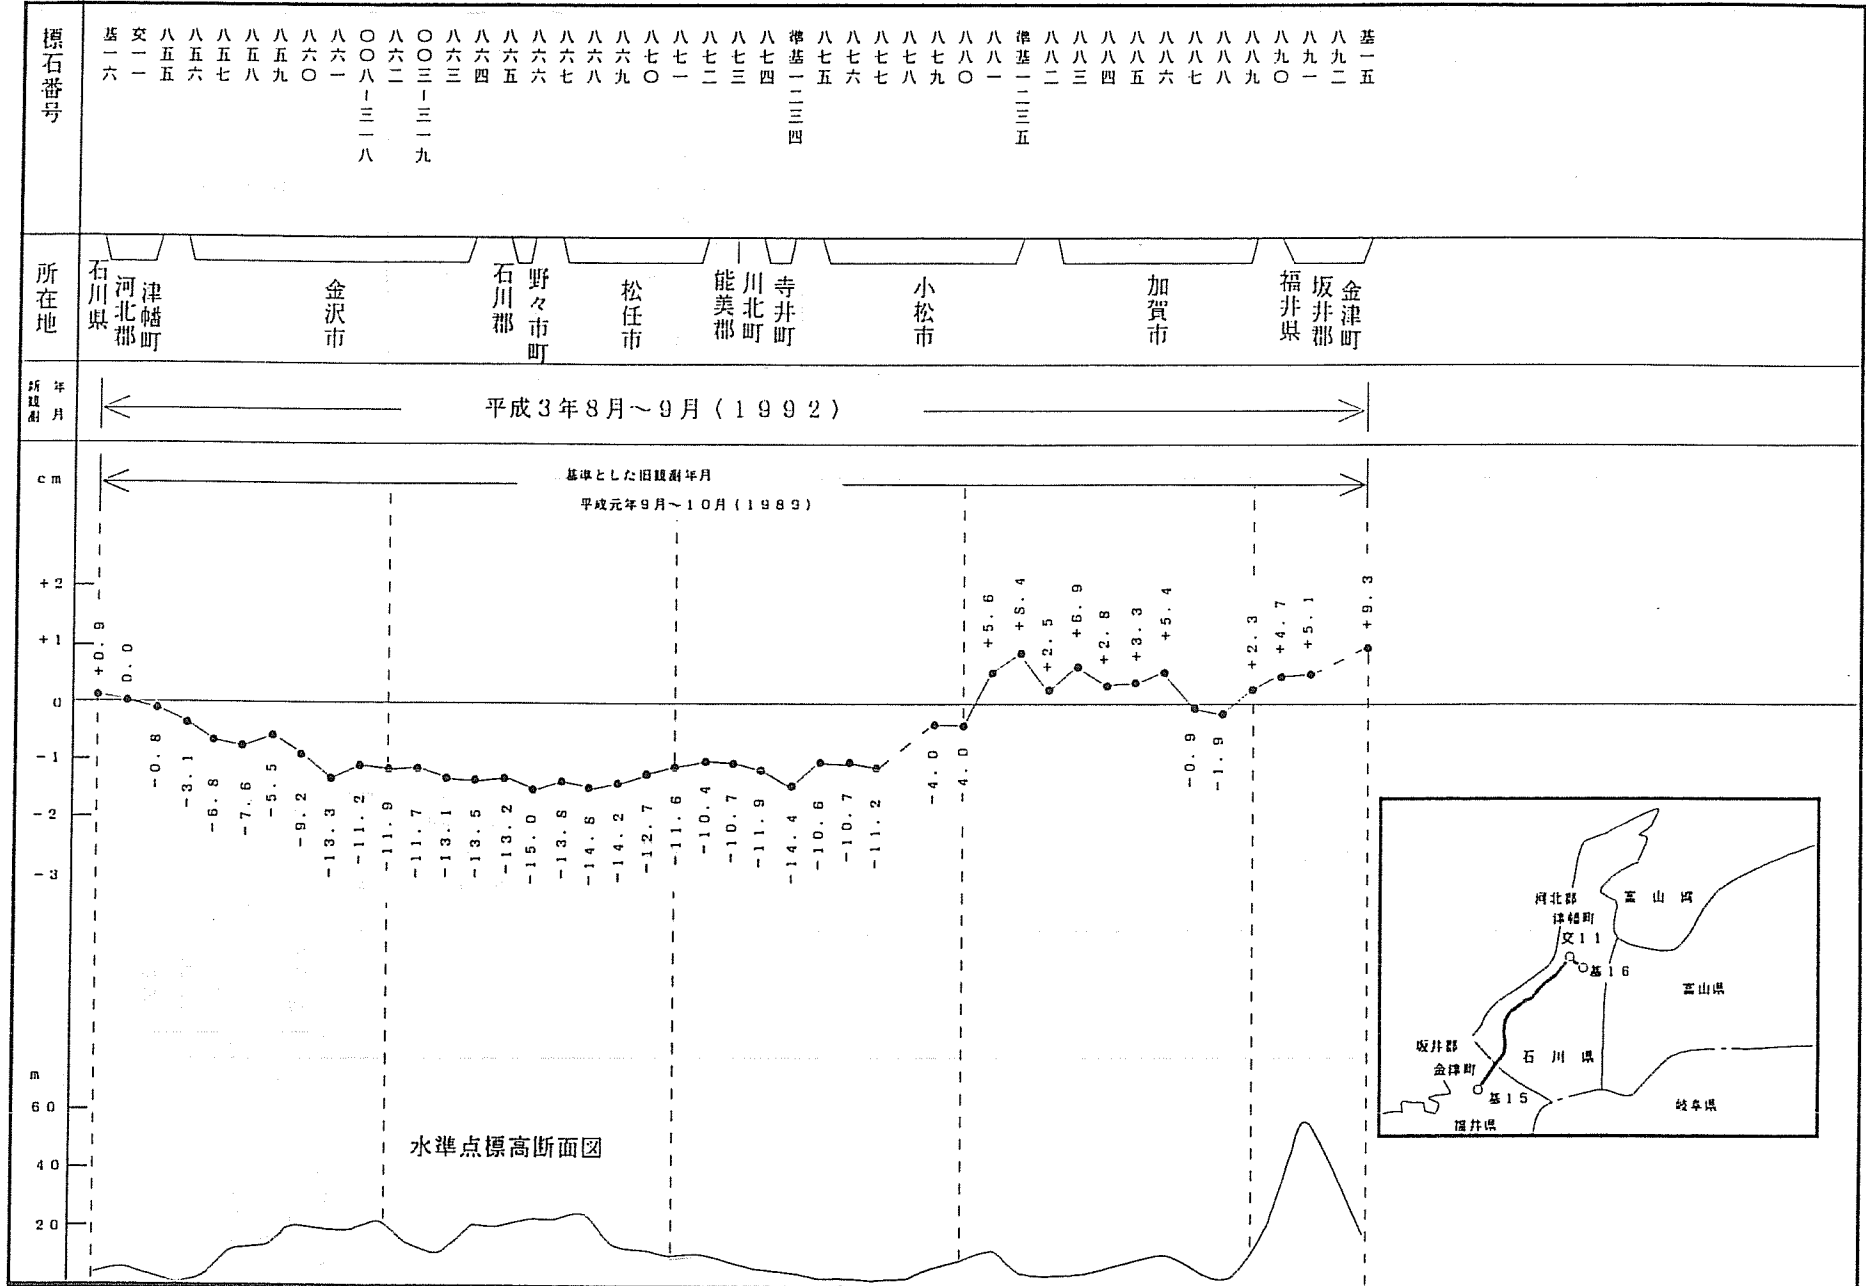 標石番号
基一六
交一一
八五五
八五六
八五七
八五八
八五九
八六〇
八六一
〇〇八-三一八
八六二
〇〇三-三一九
八六三
八六四
八六五
八六六
八六七
八六八
八六九
八七〇
八七一
八七二
八七三
八七四
準基一二三四
八七五
八七六
八七七
八七八
八七九
八八〇
八八一
準基一二三五
八八二
八八三
八八四
八八五
八八六
八八七
八八八
八八九
八九〇
八九一
八九二
基一五
所在地
石川県
河北郡
津幡町
金沢市
石川郡
野々市町
松任市
能美郡
川北町
寺井町
小松市
加賀市
福井県
坂井郡
金津町
新観測
年月
平成3年8月~9月(1992)
cm
基準とした旧観測年月
平成元年9月~10月(1989)
+2
+1
0
-1
-2
-3
+0.9
0.0
-0.8
-3.1
-6.8
-7.6
-5.5
-9.2
-13.3
-11.2
-11.9
-11.7
-13.1
-13.5
-13.2
-15.0
-13.8
-14.8
-14.2
-12.7
-11.6
-10.4
-10.7
-11.9
-14.4
-10.6
-10.7
-11.2
-4.0
-4.0
+5.6
+8.4
+2.5
+6.9
+2.8
+3.3
+5.4
-0.9
-1.9
+2.3
+4.7
+5.1
+9.3
m
60
40
20
水準点標高断面図
河北郡
津幡町
交11
基16
富山湾
富山県
石川県
坂井郡
金津町
基15
福井県
岐阜県